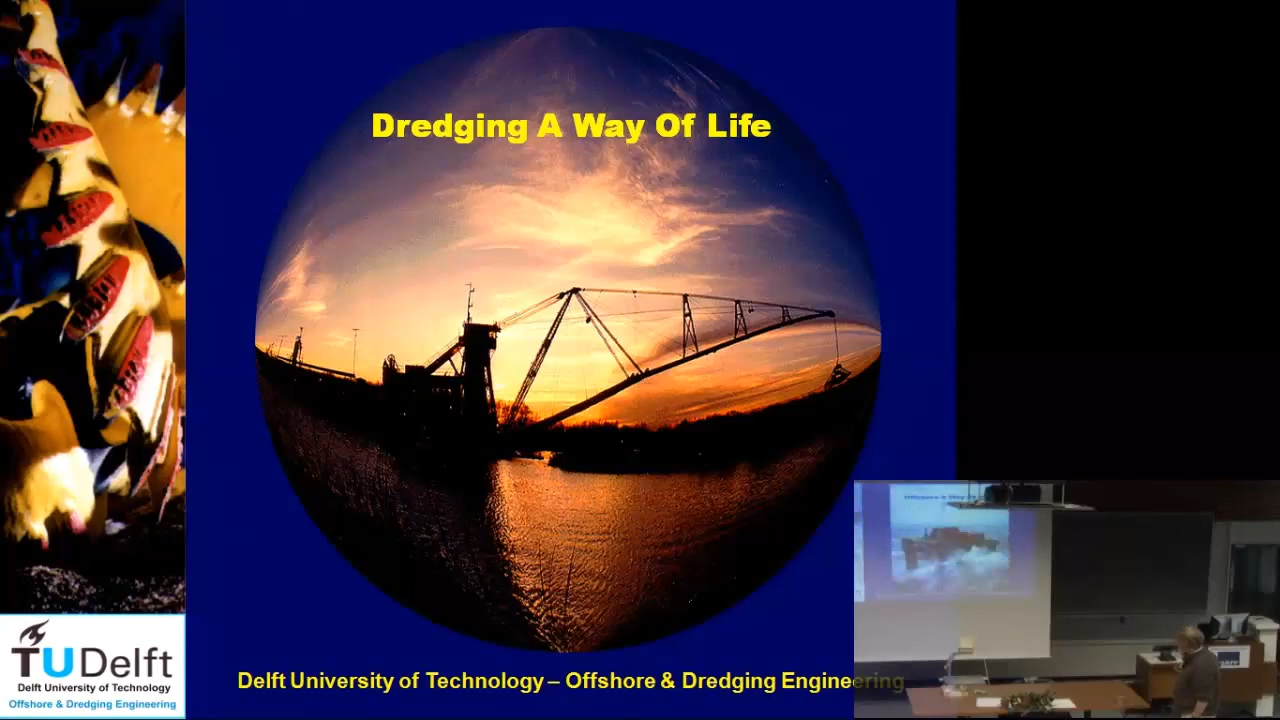 Dredging A Way Of Life
Delft University of Technology – Offshore & Dredging Engineering
TU Delft
Delft University of Technology
Offshore & Dredging Engineering